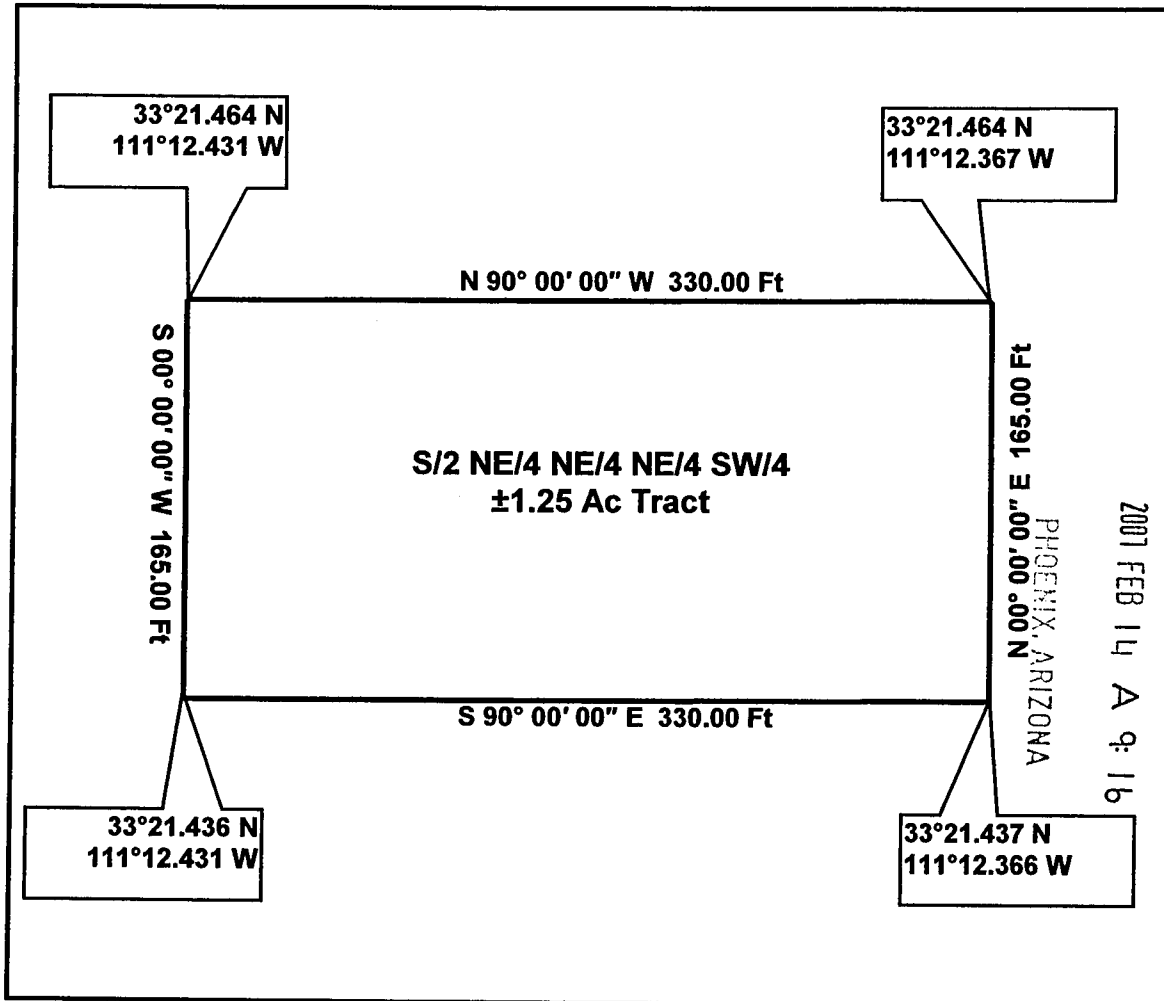 33°21.464 N
111°12.431 W
33°21.464 N
111°12.367 W
N 90° 00' 00" W 330.00 Ft
S 00° 00' 00" W 165.00 Ft
S/2 NE/4 NE/4 NE/4 SW/4
±1.25 Ac Tract
N 00° 00' 00" E 165.00 Ft
PHOENIX, ARIZONA
2007 FEB 14 A 9: 16
S 90° 00' 00" E 330.00 Ft
33°21.436 N
111°12.431 W
33°21.437 N
111°12.366 W